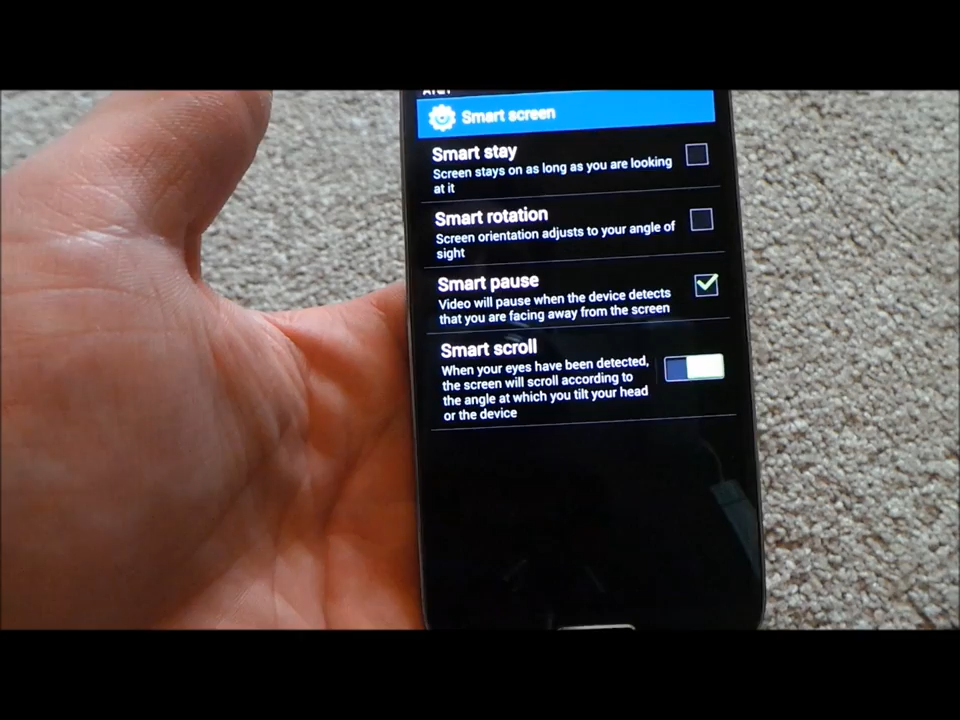 AT&T
Smart screen
Smart stay
Screen stays on as long as you are looking
at it
Smart rotation
Screen orientation adjusts to your angle of
sight
Smart pause
Video will pause when the device detects
that you are facing away from the screen
Smart scroll
When your eyes have been detected,
the screen will scroll according to
the angle at which you tilt your head
or the device